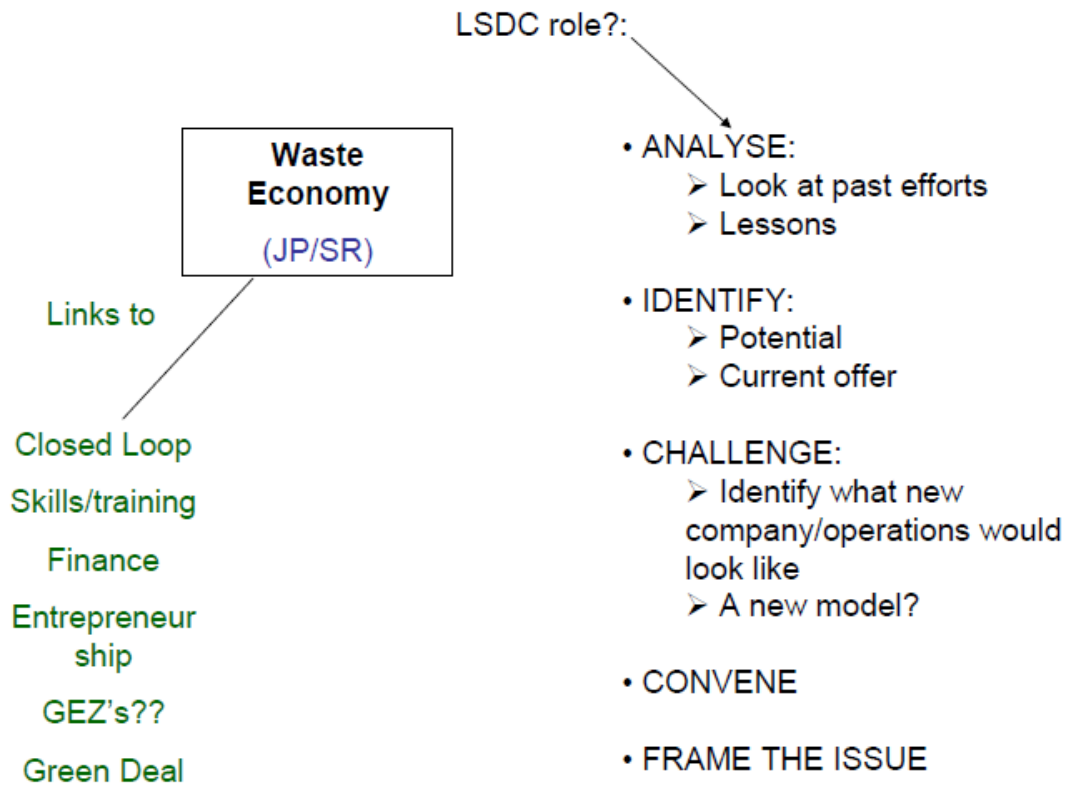 LSDC role?:
Waste
Economy
(JP/SR)
Links to
Closed Loop
Skills/training
Finance
Entrepreneur
ship
GEZ's??
Green Deal
• ANALYSE:
➢ Look at past efforts
➢ Lessons
• IDENTIFY:
➢ Potential
➢ Current offer
• CHALLENGE:
➢ Identify what new
company/operations would
look like
➢ A new model?
• CONVENE
• FRAME THE ISSUE